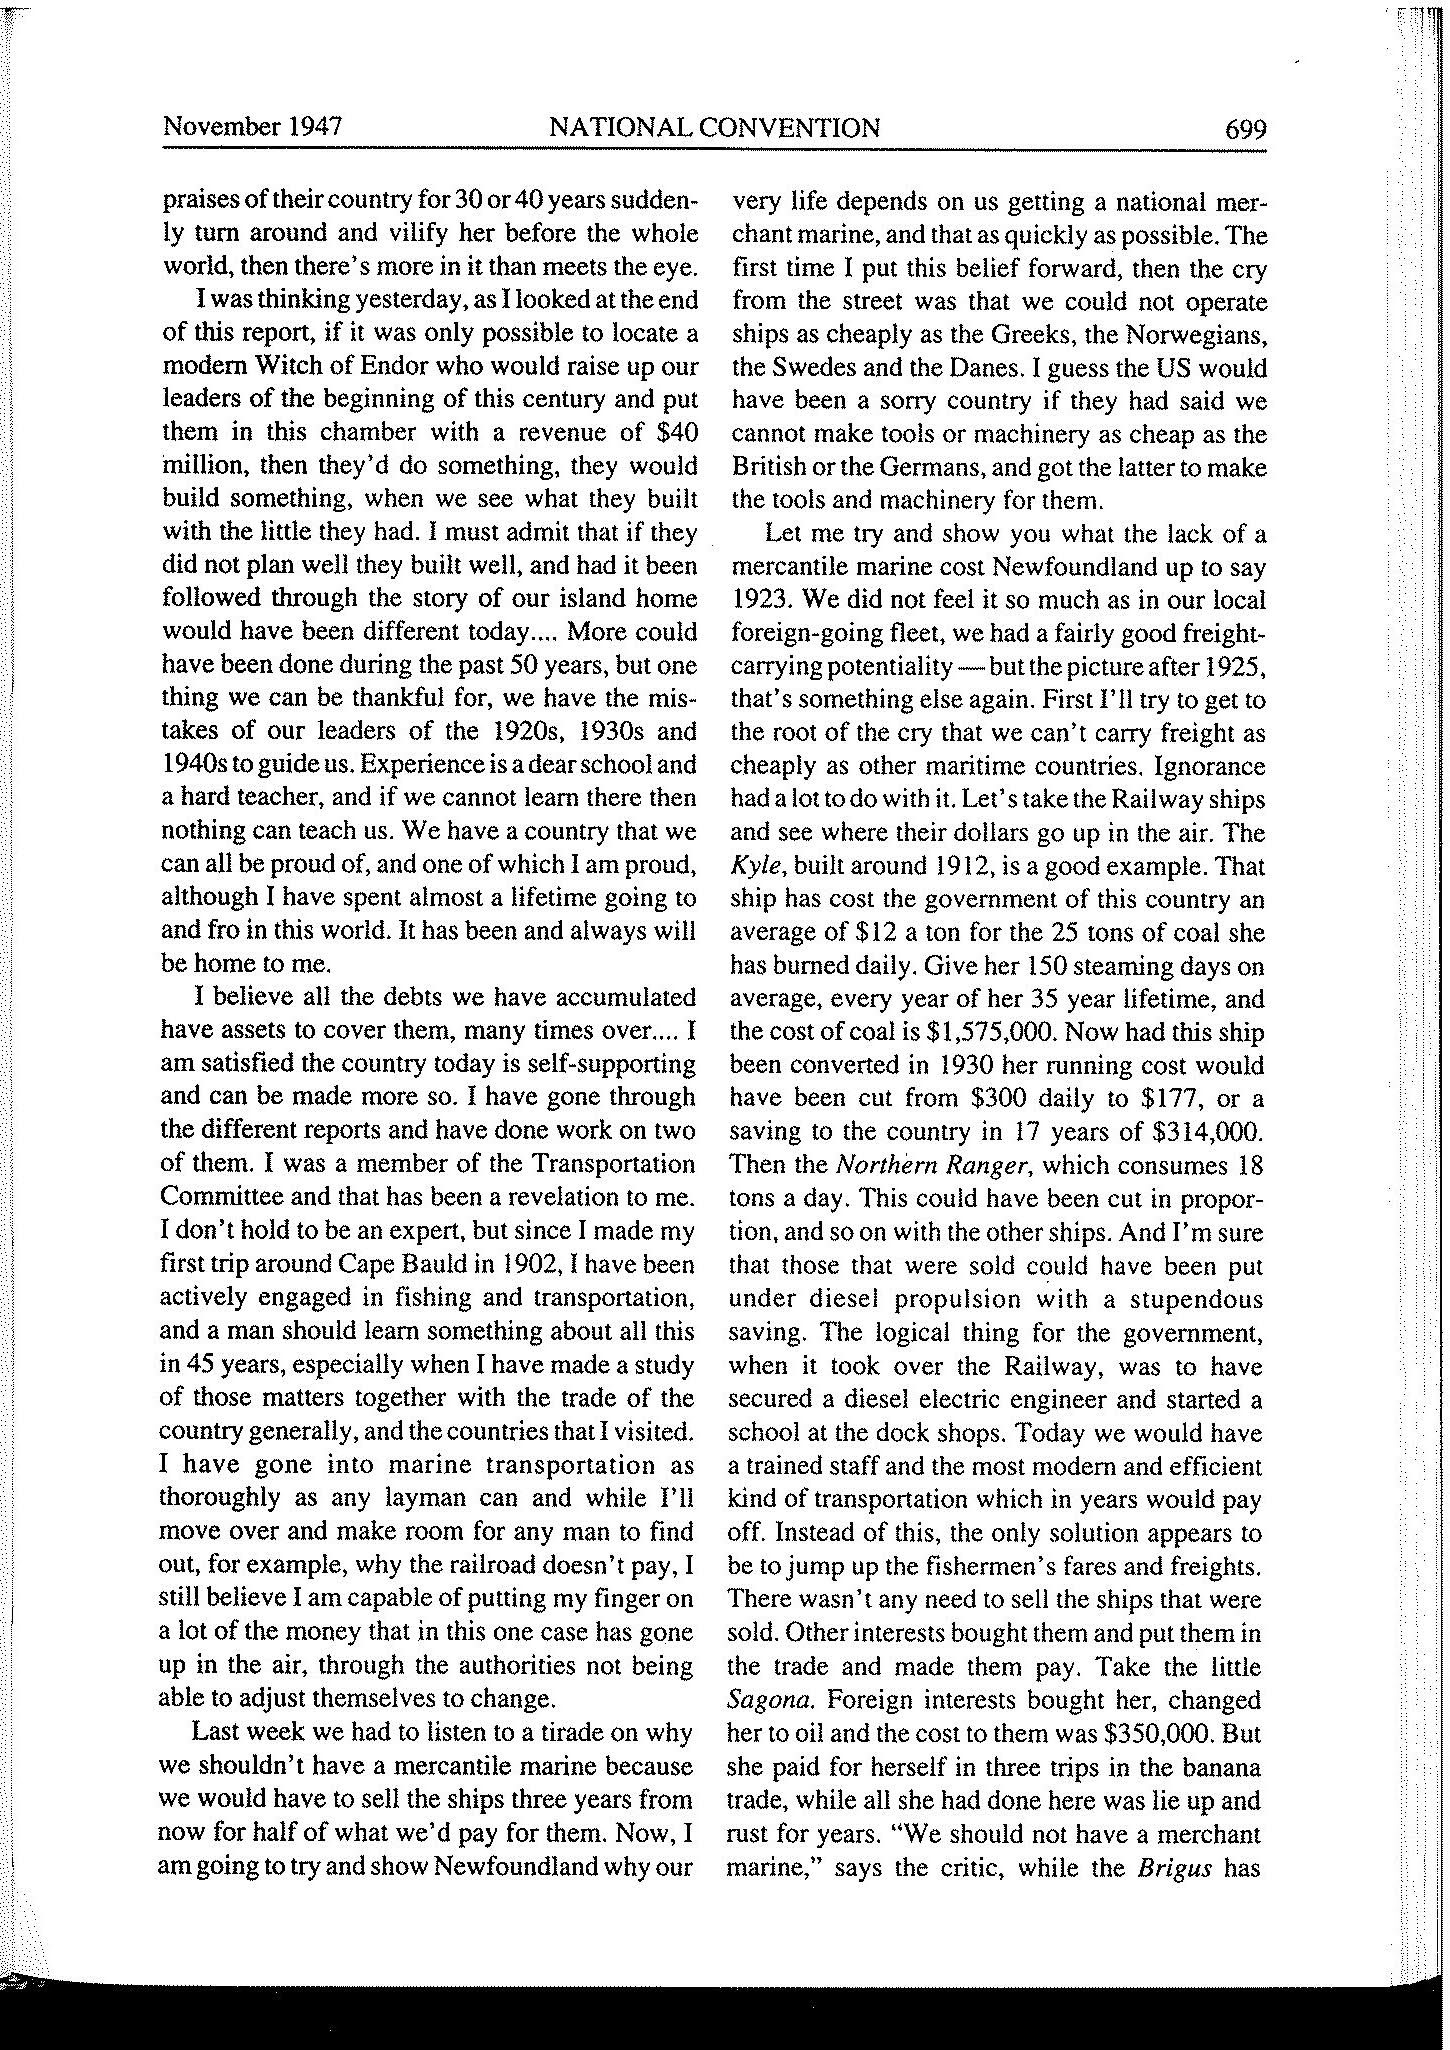 November 1947 NATIONAL CONVENTION 699
praises of their country for 30 or 40 years sudden-
ly turn around and vilify her before the whole
world, then there's more in it than meets the eye.
I was thinking yesterday, as I looked at the end
of this report, if it was only possible to locate a
modern Witch of Endor who would raise up our
leaders of the beginning of this century and put
them in this chamber with a revenue of $40
million, then they'd do something, they would
build something, when we see what they built
with the little they had. I must admit that if they
did not plan well they built well, and had it been
followed through the story of our island home
would have been different today.... More could
have been done during the past 50 years, but one
thing we can be thankful for, we have the mis-
takes of our leaders of the 1920s, 1930s and
1940s to guide us. Experience is a dear school and
a hard teacher, and if we cannot learn there then
nothing can teach us. We have a country that we
can all be proud of, and one of which I am proud,
although I have spent almost a lifetime going to
and fro in this world. It has been and always will
be home to me.
I believe all the debts we have accumulated
have assets to cover them, many times over.... I
am satisfied the country today is self-supporting
and can be made more so. I have gone through
the different reports and have done work on two
of them. I was a member of the Transportation
Committee and that has been a revelation to me.
I don't hold to be an expert, but since I made my
first trip around Cape Bauld in 1902, I have been
actively engaged in fishing and transportation,
and a man should learn something about all this
in 45 years, especially when I have made a study
of those matters together with the trade of the
country generally, and the countries that I visited.
I have gone into marine transportation as
thoroughly as any layman can and while I'll
move over and make room for any man to find
out, for example, why the railroad doesn't pay, I
still believe I am capable of putting my finger on
a lot of the money that in this one case has gone
up in the air, through the authorities not being
able to adjust themselves to change.
Last week we had to listen to a tirade on why
we shouldn't have a mercantile marine because
we would have to sell the ships three years from
now for half of what we'd pay for them. Now, I
am going to try and show Newfoundland why our
very life depends on us getting a national mer-
chant marine, and that as quickly as possible. The
first time I put this belief forward, then the cry
from the street was that we could not operate
ships as cheaply as the Greeks, the Norwegians,
the Swedes and the Danes. I guess the US would
have been a sorry country if they had said we
cannot make tools or machinery as cheap as the
British or the Germans, and got the latter to make
the tools and machinery for them.
Let me try and show you what the lack of a
mercantile marine cost Newfoundland up to say
1923. We did not feel it so much as in our local
foreign-going fleet, we had a fairly good freight-
carrying potentiality — but the picture after 1925,
that's something else again. First I'll try to get to
the root of the cry that we can't carry freight as
cheaply as other maritime countries. Ignorance
had a lot to do with it. Let's take the Railway ships
and see where their dollars go up in the air. The
Kyle, built around 1912, is a good example. That
ship has cost the government of this country an
average of $12 a ton for the 25 tons of coal she
has burned daily. Give her 150 steaming days on
average, every year of her 35 year lifetime, and
the cost of coal is $1,575,000. Now had this ship
been converted in 1930 her running cost would
have been cut from $300 daily to $177, or a
saving to the country in 17 years of $314,000.
Then the Northern Ranger, which consumes 18
tons a day. This could have been cut in propor-
tion, and so on with the other ships. And I'm sure
that those that were sold could have been put
under diesel propulsion with a stupendous
saving. The logical thing for the government,
when it took over the Railway, was to have
secured a diesel electric engineer and started a
school at the dock shops. Today we would have
a trained staff and the most modern and efficient
kind of transportation which in years would pay
off. Instead of this, the only solution appears to
be to jump up the fishermen's fares and freights.
There wasn't any need to sell the ships that were
sold. Other interests bought them and put them in
the trade and made them pay. Take the little
Sagona. Foreign interests bought her, changed
her to oil and the cost to them was $350,000. But
she paid for herself in three trips in the banana
trade, while all she had done here was lie up and
rust for years. "We should not have a merchant
marine," says the critic, while the Brigus has